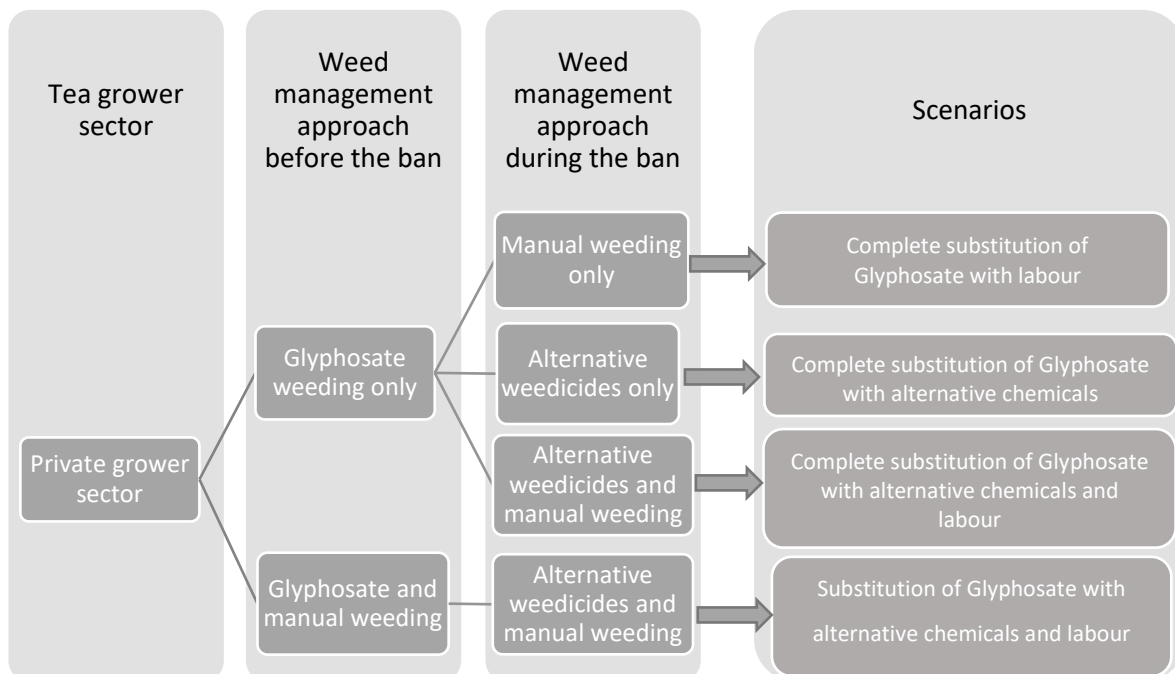 Tea grower
sector
Weed
management
approach
before the ban
Weed
management
approach
during the ban
Scenarios
Private grower
sector
Glyphosate
weeding only
Glyphosate and
manual weeding
Manual weeding
only
Alternative
weedicides only
Alternative
weedicides and
manual weeding
Alternative
weedicides and
manual weeding
Complete substitution of
Glyphosate with labour
Complete substitution of Glyphosate
with alternative chemicals
Complete substitution of Glyphosate
with alternative chemicals and
labour
Substitution of Glyphosate with
alternative chemicals and labour